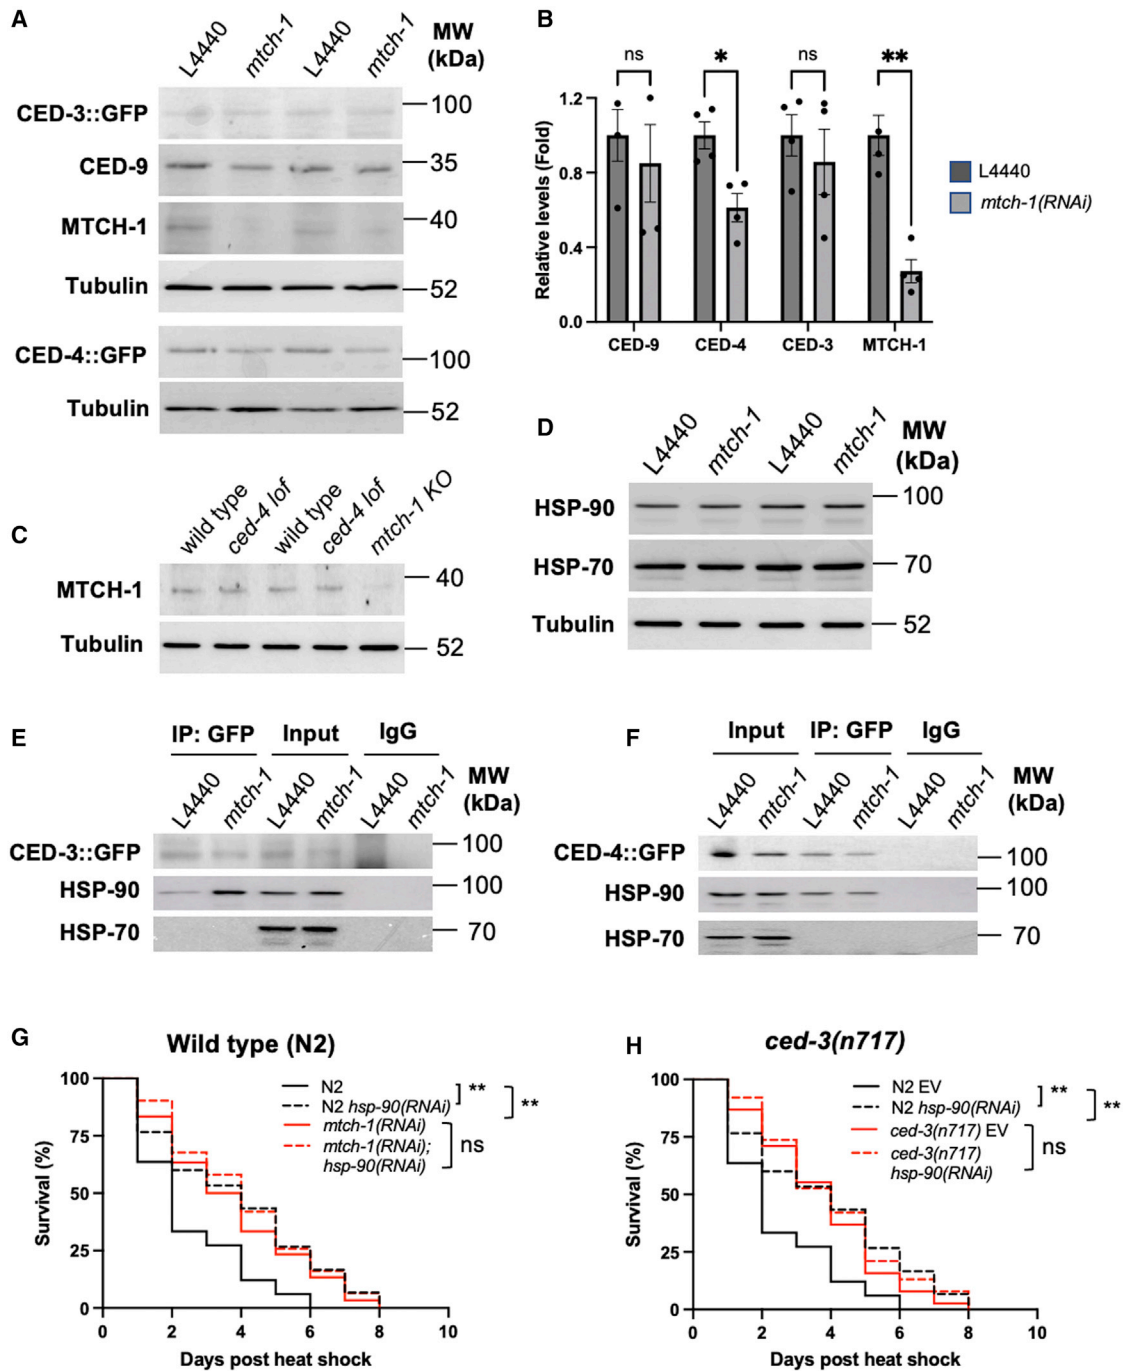 A
L4440
mtch-1
L4440
mtch-1
MW
(kDa)
CED-3::GFP
100
CED-9
35
MTCH-1
40
Tubulin
52
CED-4::GFP
100
Tubulin
52
B
ns
*
ns
**
Relative levels (Fold)
1.2
0.8
0.4
0.0
CED-9
CED-4
CED-3
MTCH-1
L4440
mtch-1(RNAi)
C
wild type
ced-4 lof
wild type
ced-4 lof
mtch-1 KO
MTCH-1
40
Tubulin
52
D
L4440
mtch-1
L4440
mtch-1
MW
(kDa)
HSP-90
100
HSP-70
70
Tubulin
52
E
IP: GFP
Input
IgG
L4440
mtch-1
L4440
mtch-1
L4440
mtch-1
MW
(kDa)
CED-3::GFP
100
HSP-90
100
HSP-70
70
F
Input
IP: GFP
IgG
L4440
mtch-1
L4440
mtch-1
L4440
mtch-1
MW
(kDa)
CED-4::GFP
100
HSP-90
100
HSP-70
70
G
Wild type (N2)
N2
N2 hsp-90(RNAi)
mtch-1(RNAi)
mtch-1(RNAi);
hsp-90(RNAi)
**
**
ns
Survival (%)
100
75
50
25
0
0
2
4
6
8
10
Days post heat shock
H
ced-3(n717)
N2 EV
N2 hsp-90(RNAi)
ced-3(n717) EV
ced-3(n717)
hsp-90(RNAi)
**
**
ns
Survival (%)
100
75
50
25
0
0
2
4
6
8
10
Days post heat shock